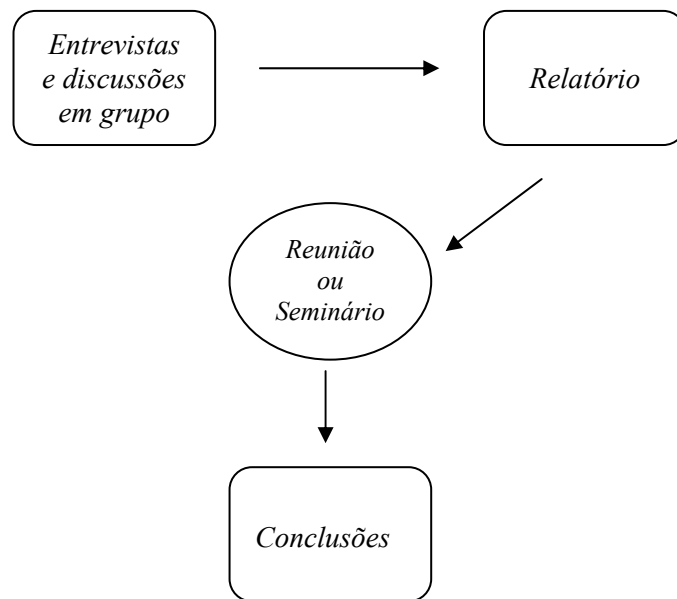 Entrevistas
e discussões
em grupo
Relatório
Reunião
ou
Seminário
Conclusões